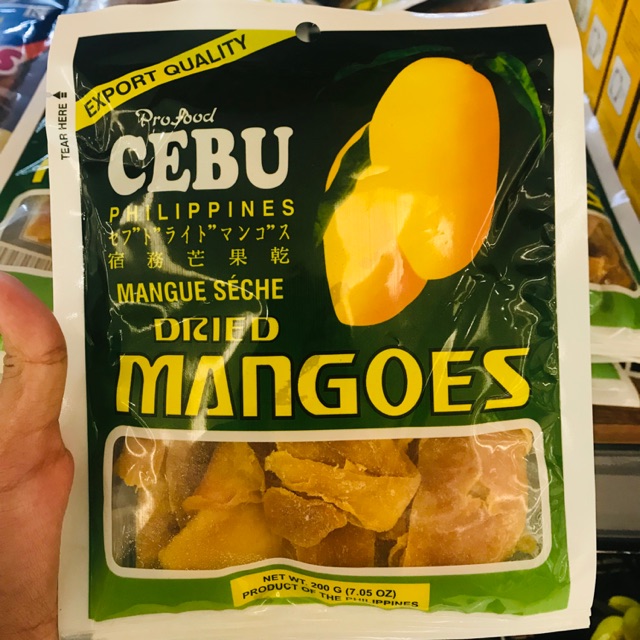 EXPORT QUALITY
TEAR HERE
Profood
CEBU
PHILIPPINES
セブドライドマンゴス
宿務芒果乾
MANGUE SÉCHE
DRIED
MANGOES
NET WT. 200 G (7.05 OZ)
PRODUCT OF THE PHILIPPINES